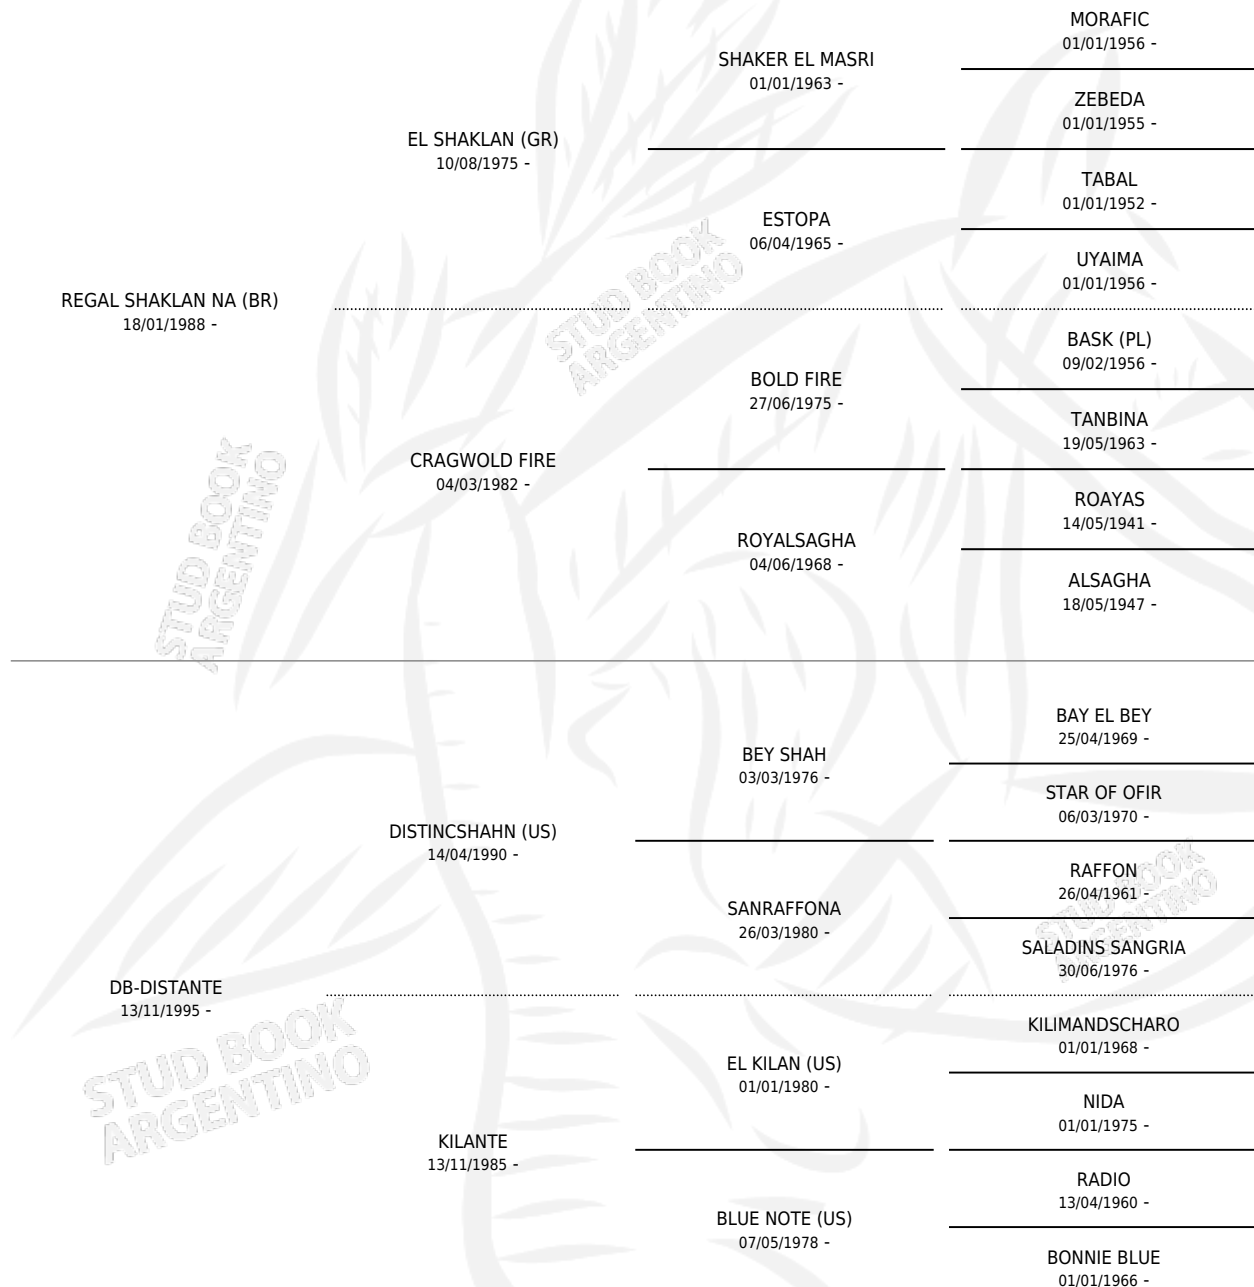 MORAFIC
01/01/1956 -
SHAKER EL MASRI
01/01/1963 -
ZEBEDA
01/01/1955 -
EL SHAKLAN (GR)
10/08/1975 -
TABAL
01/01/1952 -
ESTOPA
06/04/1965 -
UYAIMA
01/01/1956 -
REGAL SHAKLAN NA (BR)
18/01/1988 -
BASK (PL)
09/02/1956 -
BOLD FIRE
27/06/1975 -
TANBINA
19/05/1963 -
CRAGWOLD FIRE
04/03/1982 -
ROAYAS
14/05/1941 -
ROYALSAGHA
04/06/1968 -
ALSAGHA
18/05/1947 -
BAY EL BEY
25/04/1969 -
BEY SHAH
03/03/1976 -
STAR OF OFIR
06/03/1970 -
DISTINCSHAHN (US)
14/04/1990 -
RAFFON
26/04/1961 -
SANRAFFONA
26/03/1980 -
SALADINS SANGRIA
30/06/1976 -
DB-DISTANTE
13/11/1995 -
KILIMANDSCHARO
01/01/1968 -
EL KILAN (US)
01/01/1980 -
NIDA
01/01/1975 -
KILANTE
13/11/1985 -
RADIO
13/04/1960 -
BLUE NOTE (US)
07/05/1978 -
BONNIE BLUE
01/01/1966 -
STUD BOOK
ARGENTINO
STUD BOOK
ARGENTINO
STUD BOOK
ARGENTINO
STUD BOOK
ARGENTINO